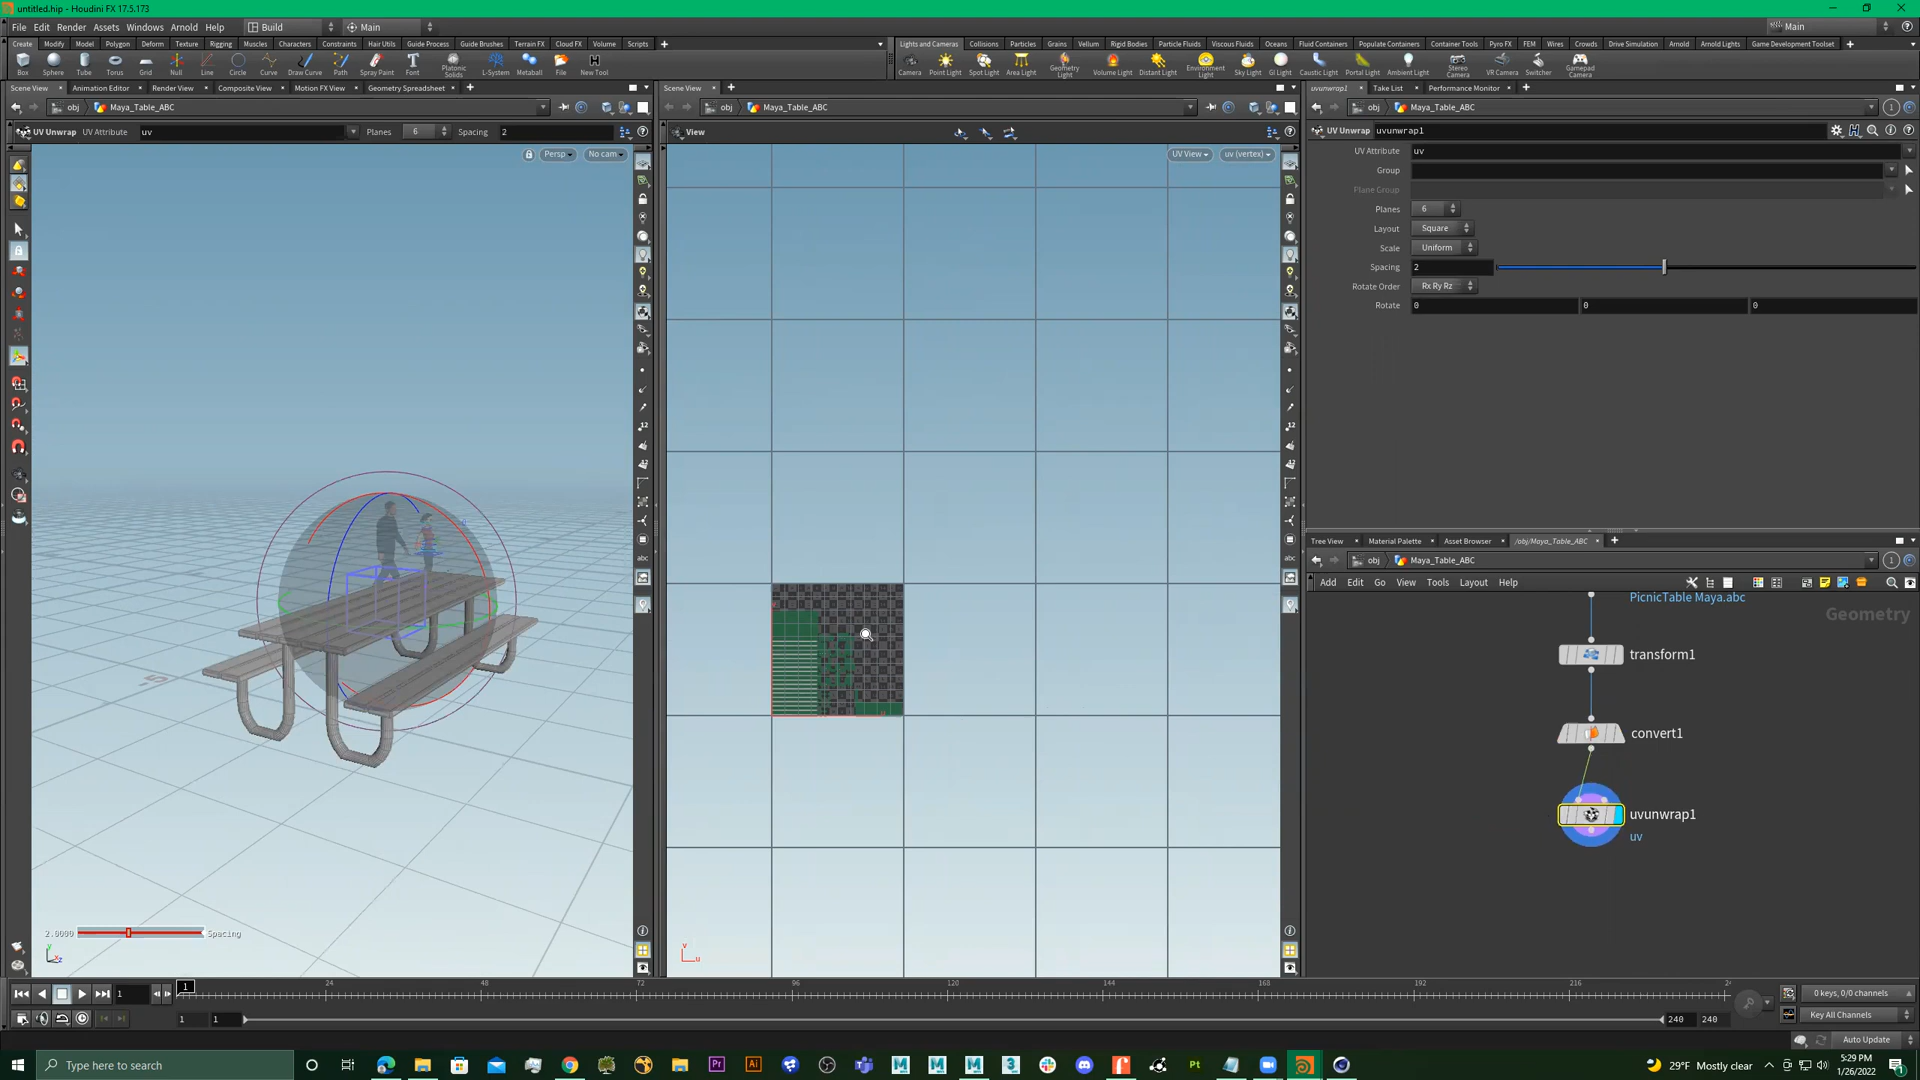 untitled.hip - Houdini FX 17.5.173
File Edit Render Assets Windows Arnold Help Build Main Main
Create Modify Model Polygon Deform Texture Rigging Muscles Characters Constraints Hair Utils Guide Process Guide Brushes Terrain FX Cloud FX Volume Scripts
Lights and Cameras Collisions Particles Grains Vellum Rigid Bodies Particle Fluids Viscous Fluids Oceans Fluid Containers Populate Containers Container Tools Pyro FX FEM Wires Crowds Drive Simulation Arnold Arnold Lights Game Development Toolset
Box Sphere Tube Torus Grid Null Line Circle Curve Draw Curve Path Spray Paint Font Platonic Solids L-System Metaball File New Tool
Camera Point Light Spot Light Area Light Geometry Light Volume Light Distant Light Environment Light Sky Light GI Light Caustic Light Portal Light Ambient Light Stereo Camera VR Camera Switcher Gamepad Camera
Scene View Animation Editor Render View Composite View Motion FX View Geometry Spreadsheet
obj Maya_Table_ABC
UV Unwrap UV Attribute uv Planes 6 Spacing 2
Persp No cam
2.0000 Spacing
Scene View
obj Maya_Table_ABC
View
UV View uv (vertex)
uvunwrap1 Take List Performance Monitor
obj Maya_Table_ABC
UV Unwrap uvunwrap1
UV Attribute uv
Group
Plane Group
Planes 6
Layout Square
Scale Uniform
Spacing 2
Rotate Order Rx Ry Rz
Rotate 0 0 0
Tree View Material Palette Asset Browser /obj/Maya_Table_ABC
obj Maya_Table_ABC
Add Edit Go View Tools Layout Help
PicnicTable Maya.abc
Geometry
transform1
convert1
uvunwrap1
uv
1 1 24 48 72 96 120 144 168 192 216
1 1 240 240
0 keys, 0/0 channels
Key All Channels
Auto Update
Type here to search
29°F Mostly clear
5:29 PM
1/26/2022